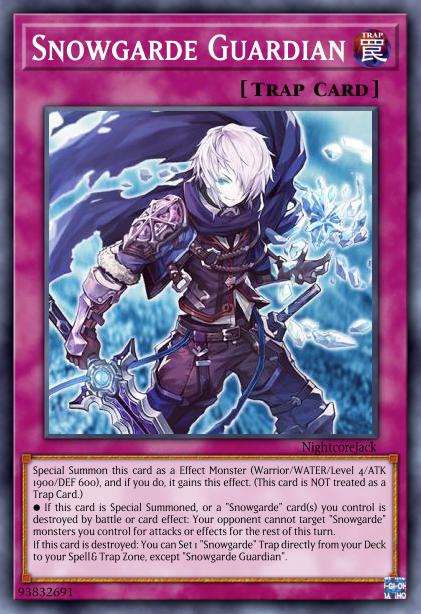 Snowgarde Guardian
TRAP
罠
[Trap Card]
NightcoreJack
Special Summon this card as a Effect Monster (Warrior/WATER/Level 4/ATK
1900/DEF 600), and if you do, it gains this effect. (This card is NOT treated as a
Trap Card.)
● If this card is Special Summoned, or a "Snowgarde" card(s) you control is
destroyed by battle or card effect: Your opponent cannot target "Snowgarde"
monsters you control for attacks or effects for the rest of this turn.
If this card is destroyed: You can Set 1 "Snowgarde" Trap directly from your Deck
to your Spell& Trap Zone, except "Snowgarde Guardian".
93832691